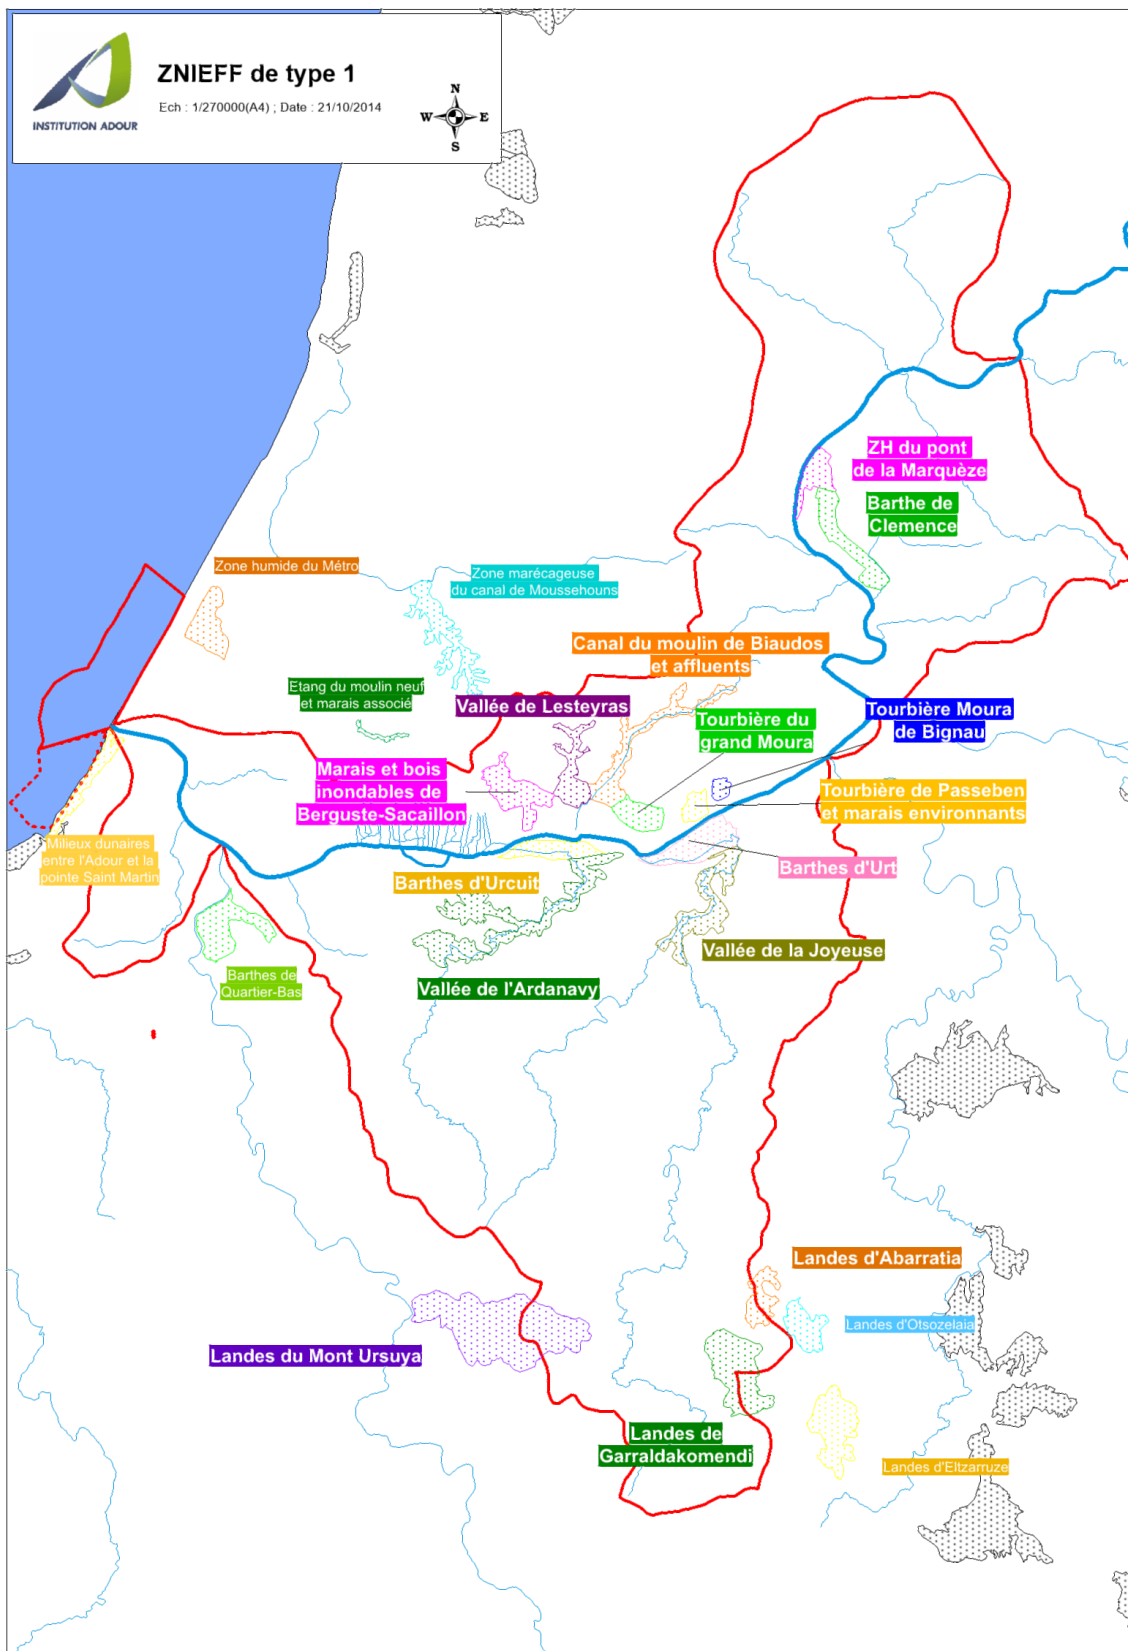 ZNIEFF de type 1
Ech : 1/270000(A4) ; Date : 21/10/2014
INSTITUTION ADOUR
N
W
E
S
ZH du pont
de la Marquèze
Barthe de
Clemence
Zone humide du Métro
Zone marécageuse
du canal de Moussehouns
Canal du moulin de Biaudos
et affluents
Etang du moulin neuf
et marais associé
Vallée de Lesteyras
Tourbière du
grand Moura
Tourbière Moura
de Bignau
Marais et bois
inondables de
Berguste-Sacaillon
Tourbière de Passeben
et marais environnants
Milieux dunaires
entre l'Adour et la
pointe Saint Martin
Barthes d'Urcuit
Barthes d'Urt
Vallée de la Joyeuse
Barthes de
Quartier-Bas
Vallée de l'Ardanavy
Landes d'Abarratia
Landes d'Otsozelaia
Landes du Mont Ursuya
Landes de
Garraldakomendi
Landes d'Eltzarruze